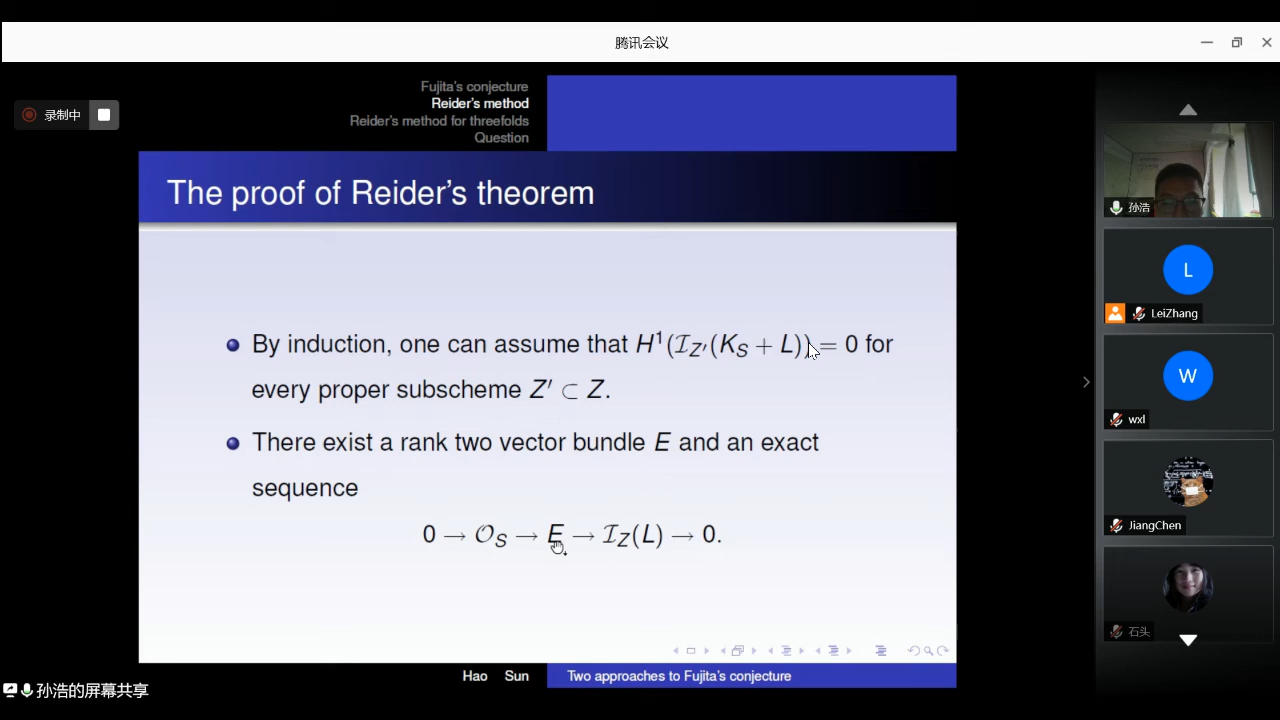 腾讯会议
录制中
Fujita's conjecture
Reider's method
Reider's method for threefolds
Question
The proof of Reider's theorem
By induction, one can assume that H¹(𝓘_{Z′}(K_S + L)) = 0 for
every proper subscheme Z′ ⊂ Z.
There exist a rank two vector bundle E and an exact
sequence
0 → 𝒪_S → E → 𝓘_Z(L) → 0.
Hao Sun
Two approaches to Fujita's conjecture
孙浩的屏幕共享
孙浩
L
LeiZhang
W
wxl
JiangChen
石头